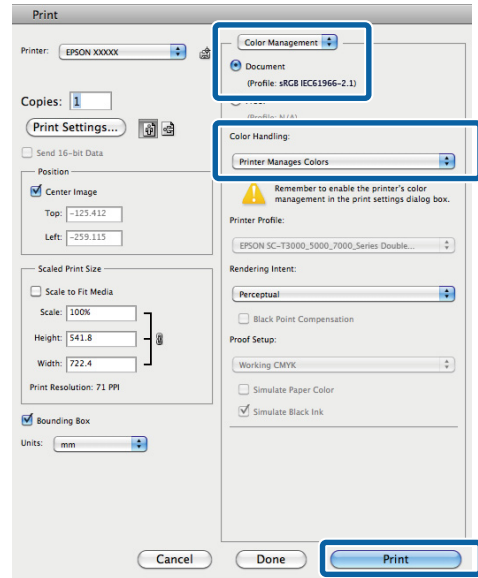 Print
Printer:
EPSON XXXXX
Copies:
1
Print Settings...
Send 16-bit Data
Position
Center Image
Top: -125.412
Left: -259.115
Scaled Print Size
Scale to Fit Media
Scale: 100%
Height: 541.8
Width: 722.4
Print Resolution: 71 PPI
Bounding Box
Units: mm
Color Management
Document
(Profile: sRGB IEC61966-2.1)
(Profile: N/A)
Color Handling:
Printer Manages Colors
Remember to enable the printer's color
management in the print settings dialog box.
Printer Profile:
EPSON SC-T3000_5000_7000_Series Double...
Rendering Intent:
Perceptual
Black Point Compensation
Proof Setup:
Working CMYK
Simulate Paper Color
Simulate Black Ink
Cancel
Done
Print